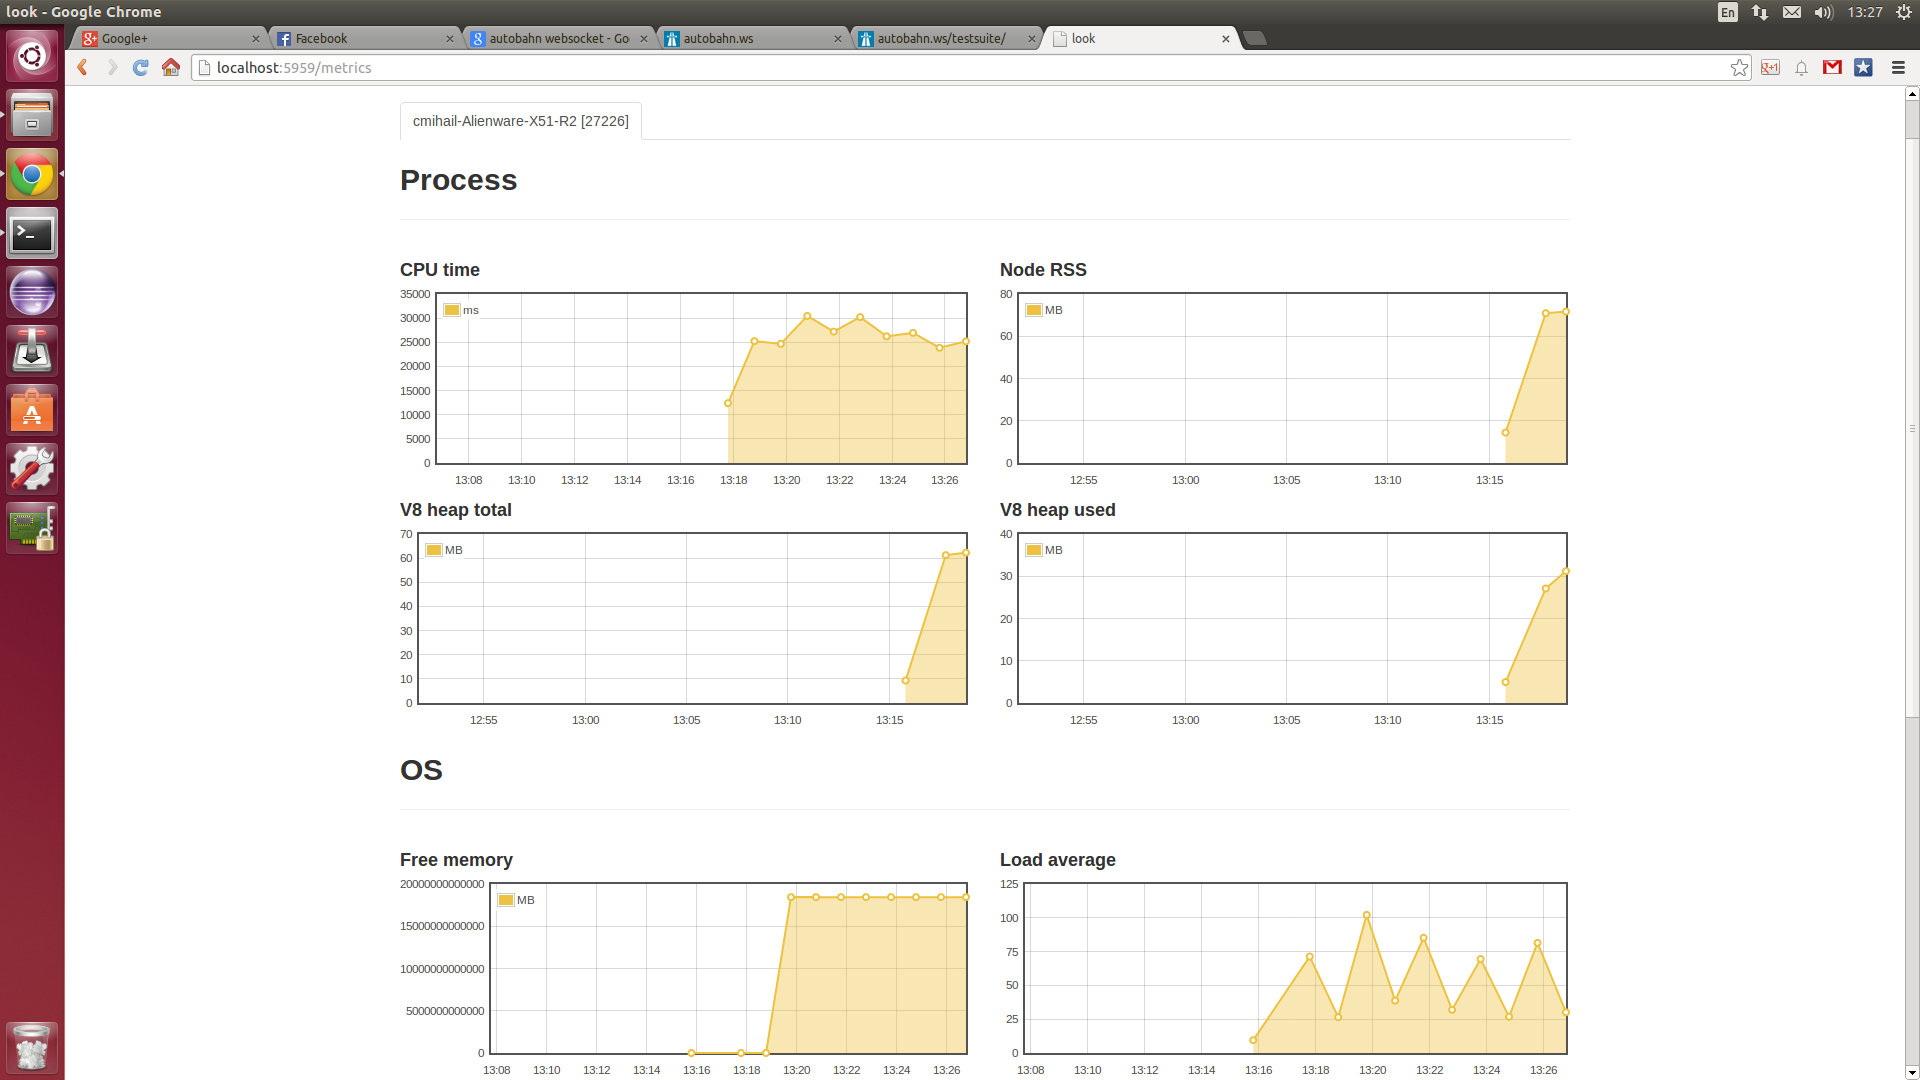 look - Google Chrome
En
13:27
Google+
Facebook
autobahn websocket - Go
autobahn.ws
autobahn.ws/testsuite/
look
localhost:5959/metrics
cmihail-Alienware-X51-R2 [27226]
Process
CPU time
35000
30000
25000
20000
15000
10000
5000
0
ms
13:08 13:10 13:12 13:14 13:16 13:18 13:20 13:22 13:24 13:26
Node RSS
80
60
40
20
0
MB
12:55 13:00 13:05 13:10 13:15
V8 heap total
70
60
50
40
30
20
10
0
MB
12:55 13:00 13:05 13:10 13:15
V8 heap used
40
30
20
10
0
MB
12:55 13:00 13:05 13:10 13:15
OS
Free memory
20000000000000
15000000000000
10000000000000
5000000000000
0
MB
13:08 13:10 13:12 13:14 13:16 13:18 13:20 13:22 13:24 13:26
Load average
125
100
75
50
25
0
13:08 13:10 13:12 13:14 13:16 13:18 13:20 13:22 13:24 13:26